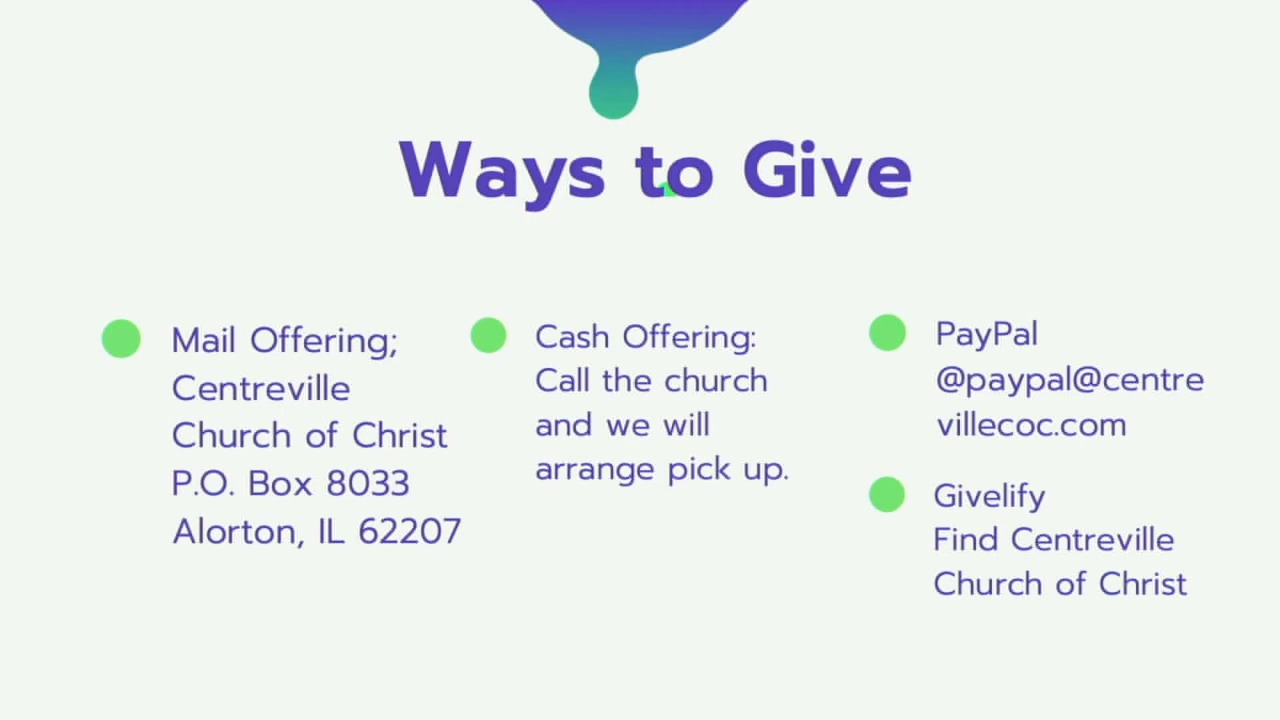 Ways to Give
Mail Offering;
Centreville
Church of Christ
P.O. Box 8033
Alorton, IL 62207
Cash Offering:
Call the church
and we will
arrange pick up.
PayPal
@paypal@centre
villecoc.com
Givelify
Find Centreville
Church of Christ